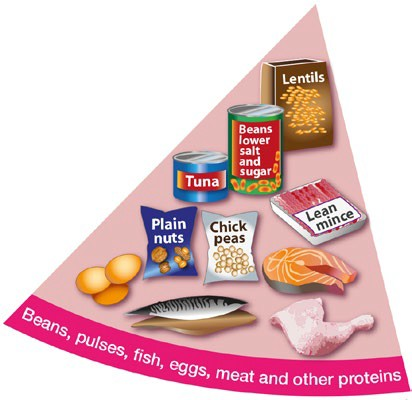 Lentils
Beans
lower
salt
and
sugar
Tuna
Lean
mince
Plain
nuts
Chick
peas
Beans, pulses, fish, eggs, meat and other proteins